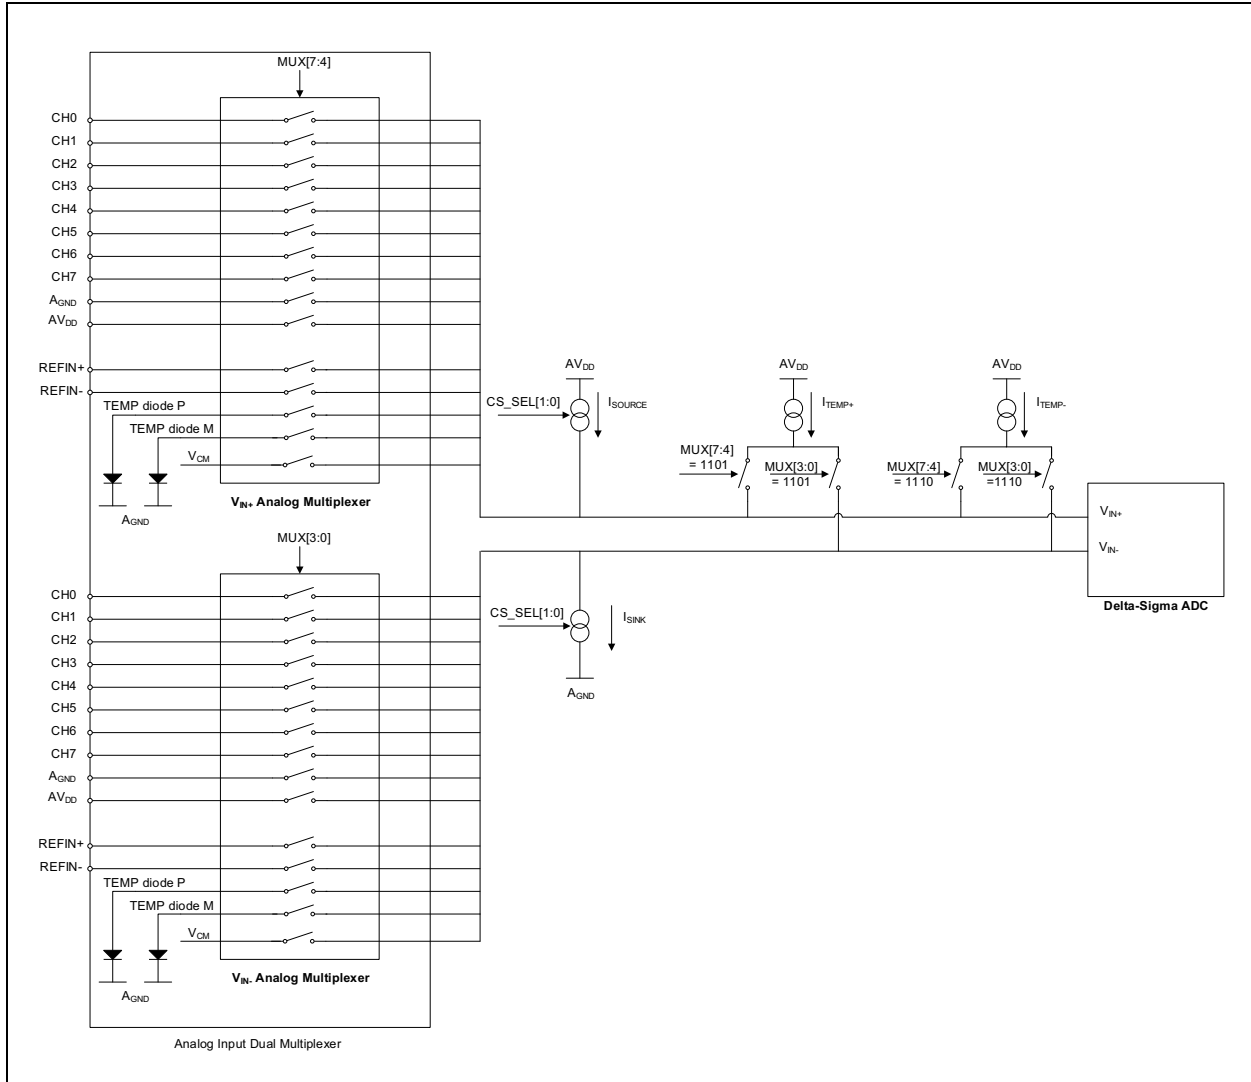 MUX[7:4]
CH0
CH1
CH2
CH3
CH4
CH5
CH6
CH7
AGND
AVDD
REFIN+
REFIN-
TEMP diode P
TEMP diode M
VCM
AGND
VIN+ Analog Multiplexer
MUX[3:0]
CH0
CH1
CH2
CH3
CH4
CH5
CH6
CH7
AGND
AVDD
REFIN+
REFIN-
TEMP diode P
TEMP diode M
VCM
AGND
VIN- Analog Multiplexer
Analog Input Dual Multiplexer
AVDD
CS_SEL[1:0]
ISOURCE
CS_SEL[1:0]
ISINK
AGND
AVDD
ITEMP+
MUX[7:4]
= 1101
MUX[3:0]
= 1101
AVDD
ITEMP-
MUX[7:4]
= 1110
MUX[3:0]
=1110
VIN+
VIN-
Delta-Sigma ADC